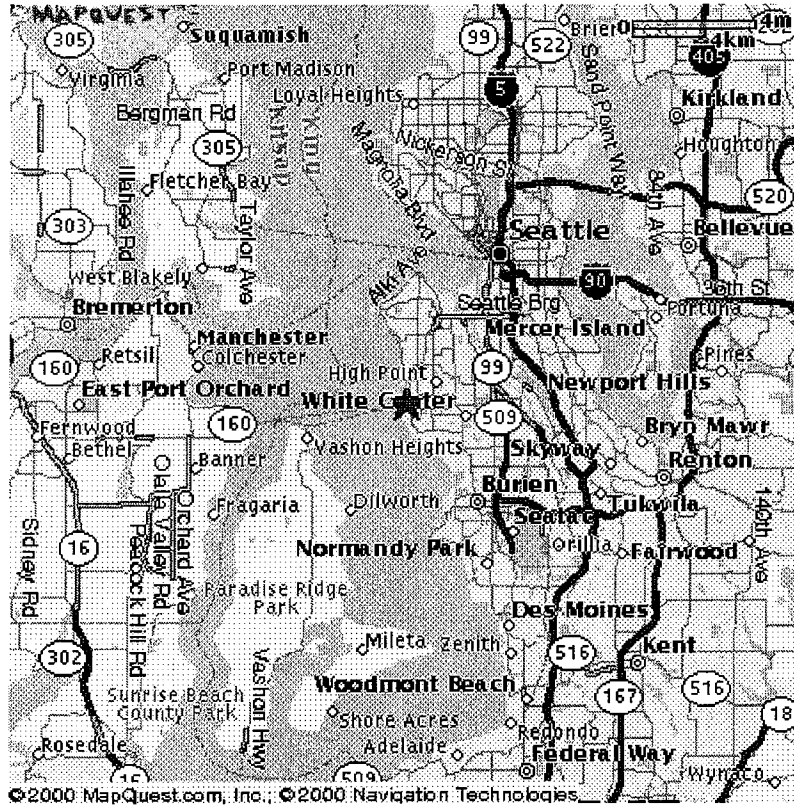 MAPQUEST
305
Suquamish
99
522
Brier
0 4m
4km
405
Virginia
Port Madison
Loyal Heights
5
Sand Point Way
Kirkland
Bergman Rd
Kitsap
King
Magnolia Blvd
Nickerson St
Houghton
305
Illahee Rd
Fletcher Bay
Taylor Ave
84th Ave
520
303
Seattle
Bellevue
West Blakely
Alki Ave
90
36th St
Bremerton
Seattle Brg
Fortuna
Manchester
Mercer Island
160
Retsil
Colchester
99
Pines
High Point
Newport Hills
East Port Orchard
White Center
160
509
Bryn Mawr
Fernwood
Bethel
Vashon Heights
Skyway
Banner
Renton
Burien
Tukwila
Fragaria
Dilworth
Sealac
140th Ave
Sidney Rd
16
Olalla Valley Rd
Orchard Ave
Peacock Hill Rd
Normandy Park
Orillia
Fairwood
Paradise Ridge
Park
Des Moines
302
Mileta
Zenith
516
Kent
Vashon Hwy
Woodmont Beach
167
516
Sunrise Beach
County Park
Shore Acres
Redondo
18
Rosedale
Adelaide
Federal Way
16
509
Wynaco
©2000 MapQuest.com, Inc.; ©2000 Navigation Technologies